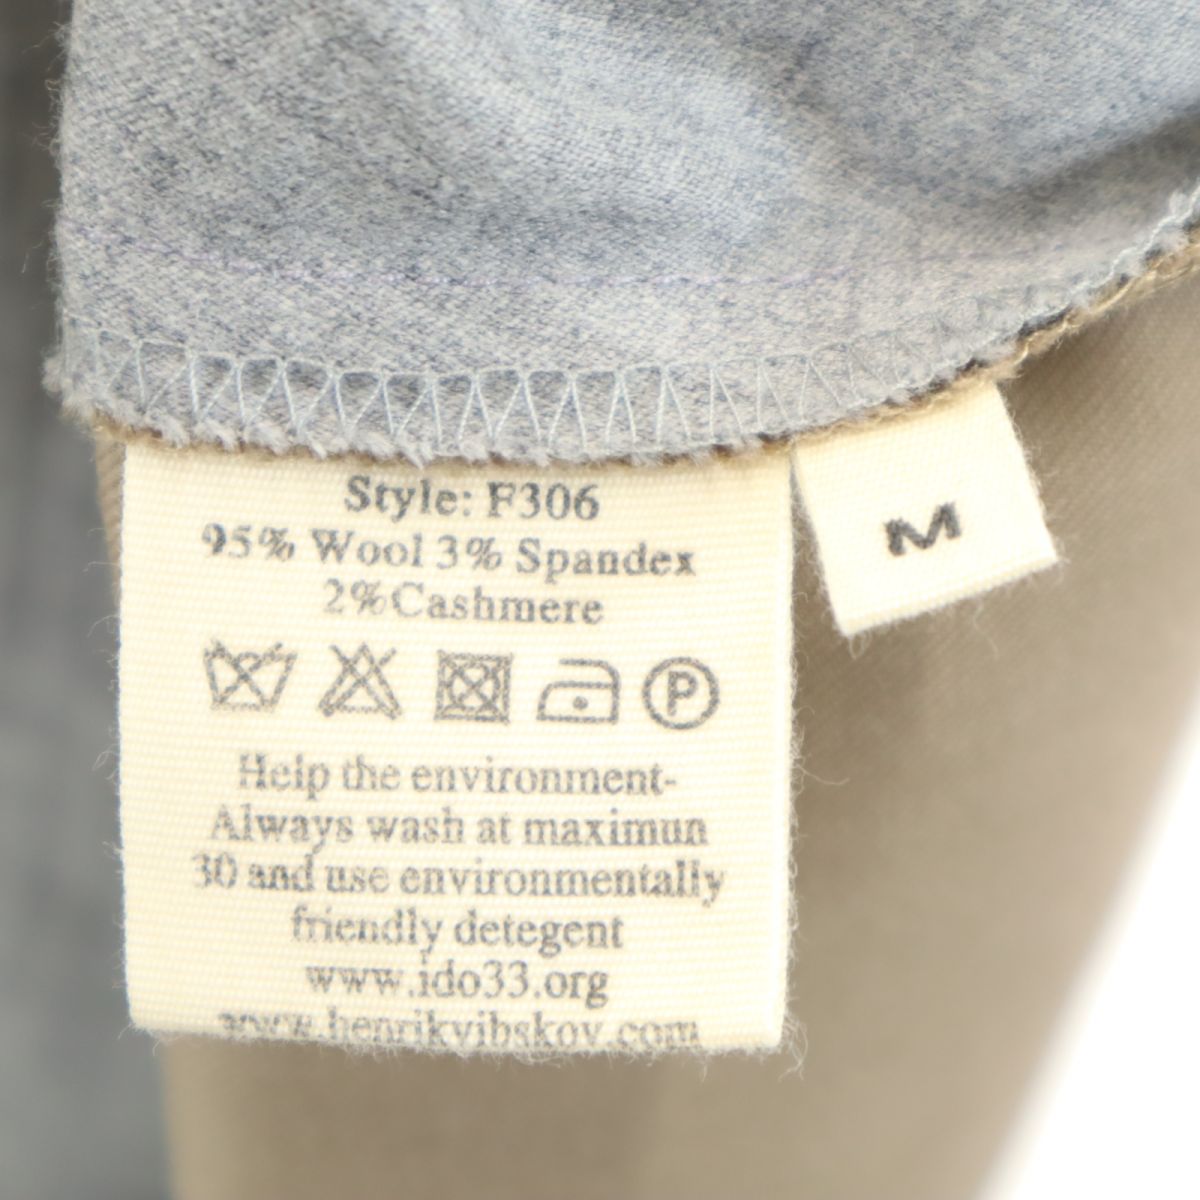 Style: F306
95% Wool 3% Spandex
2%Cashmere
P
Help the environment-
Always wash at maximun
30 and use environmentally
friendly detegent
www.ido33.org
www.henrikvibskov.com
M